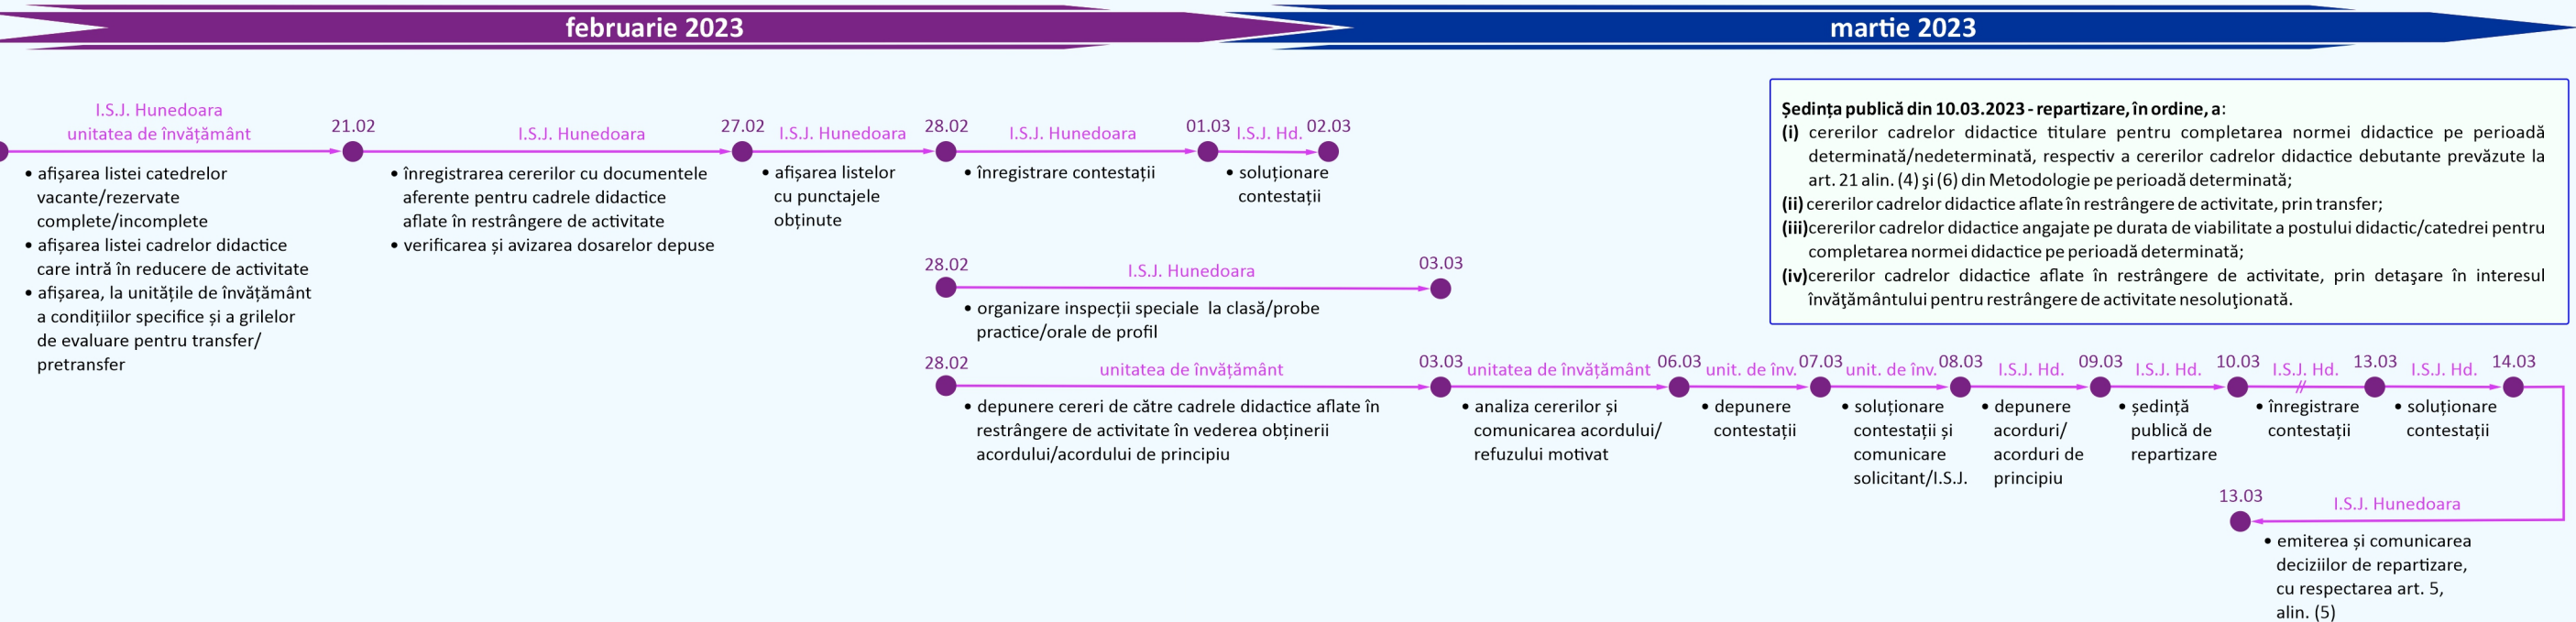 februarie 2023
martie 2023
I.S.J. Hunedoara
unitatea de învățământ
21.02
I.S.J. Hunedoara
27.02
I.S.J. Hunedoara
28.02
I.S.J. Hunedoara
01.03
I.S.J. Hd.
02.03
• afișarea listei catedrelor
vacante/rezervate
complete/incomplete
• afișarea listei cadrelor didactice
care intră în reducere de activitate
• afișarea, la unitățile de învățământ
a condițiilor specifice și a grilelor
de evaluare pentru transfer/
pretransfer
• înregistrarea cererilor cu documentele
aferente pentru cadrele didactice
aflate în restrângere de activitate
• verificarea și avizarea dosarelor depuse
• afișarea listelor
cu punctajele
obținute
• înregistrare contestații
• soluționare
contestații
Ședința publică din 10.03.2023 - repartizare, în ordine, a:
(i) cererilor cadrelor didactice titulare pentru completarea normei didactice pe perioadă
determinată/nedeterminată, respectiv a cererilor cadrelor didactice debutante prevăzute la
art. 21 alin. (4) şi (6) din Metodologie pe perioadă determinată;
(ii) cererilor cadrelor didactice aflate în restrângere de activitate, prin transfer;
(iii)cererilor cadrelor didactice angajate pe durata de viabilitate a postului didactic/catedrei pentru
completarea normei didactice pe perioadă determinată;
(iv)cererilor cadrelor didactice aflate în restrângere de activitate, prin detaşare în interesul
învăţământului pentru restrângere de activitate nesoluţionată.
28.02
I.S.J. Hunedoara
03.03
• organizare inspecții speciale la clasă/probe
practice/orale de profil
28.02
unitatea de învățământ
03.03
unitatea de învățământ
06.03
unit. de înv.
07.03
unit. de înv.
08.03
I.S.J. Hd.
09.03
I.S.J. Hd.
10.03
I.S.J. Hd.
13.03
I.S.J. Hd.
14.03
• depunere cereri de către cadrele didactice aflate în
restrângere de activitate în vederea obținerii
acordului/acordului de principiu
• analiza cererilor și
comunicarea acordului/
refuzului motivat
• depunere
contestații
• soluționare
contestații și
comunicare
solicitant/I.S.J.
• depunere
acorduri/
acorduri de
principiu
• ședință
publică de
repartizare
• înregistrare
contestații
• soluționare
contestații
13.03
I.S.J. Hunedoara
• emiterea și comunicarea
deciziilor de repartizare,
cu respectarea art. 5,
alin. (5)